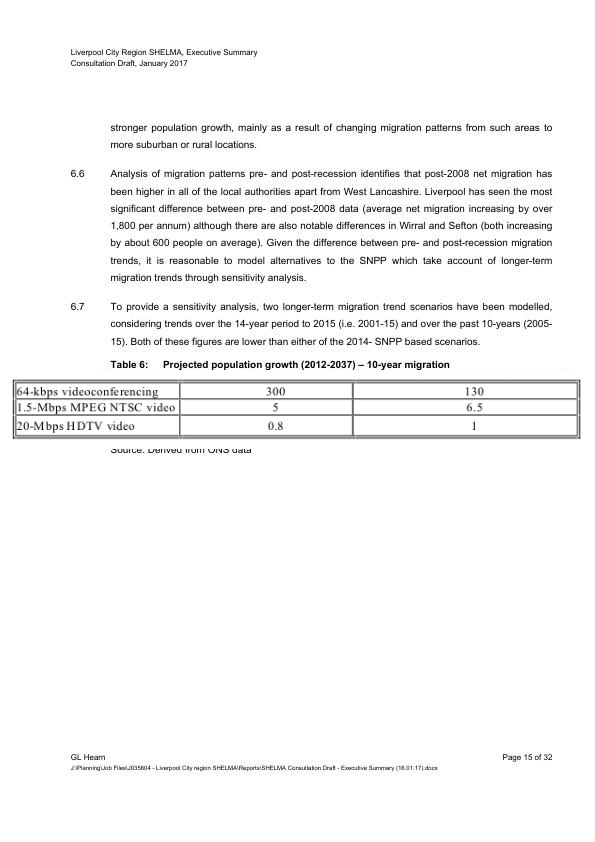 Liverpool City Region SHELMA, Executive Summary
Consultation Draft, January 2017
stronger population growth, mainly as a result of changing migration patterns from such areas to
more suburban or rural locations.
6.6 Analysis of migration patterns pre- and post-recession identifies that post-2008 net migration has
been higher in all of the local authorities apart from West Lancashire. Liverpool has seen the most
significant difference between pre- and post-2008 data (average net migration increasing by over
1,800 per annum) although there are also notable differences in Wirral and Sefton (both increasing
by about 600 people on average). Given the difference between pre- and post-recession migration
trends, it is reasonable to model alternatives to the SNPP which take account of longer-term
migration trends through sensitivity analysis.
6.7 To provide a sensitivity analysis, two longer-term migration trend scenarios have been modelled,
considering trends over the 14-year period to 2015 (i.e. 2001-15) and over the past 10-years (2005-
15). Both of these figures are lower than either of the 2014- SNPP based scenarios.
Table 6: Projected population growth (2012-2037) – 10-year migration
64-kbps videoconferencing 300 130
1.5-Mbps MPEG NTSC video 5 6.5
20-Mbps HDTV video 0.8 1
Source: Derived from ONS data
GL Hearn Page 15 of 32
J:\Planning\Job Files\J035604 - Liverpool City region SHELMA\Reports\SHELMA Consultation Draft - Executive Summary (16.01.17).docx